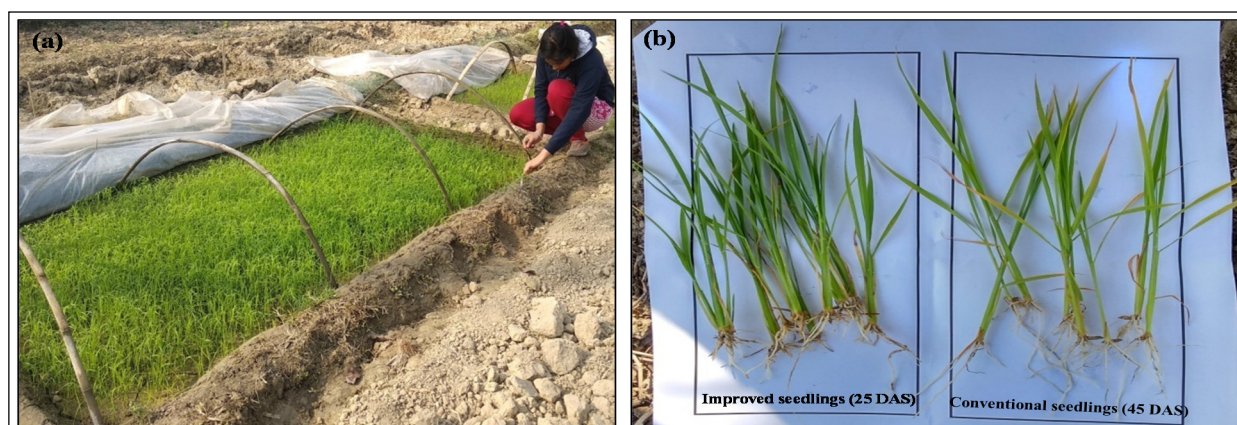 (a)
(b)
Improved seedlings (25 DAS)
Conventional seedlings (45 DAS)